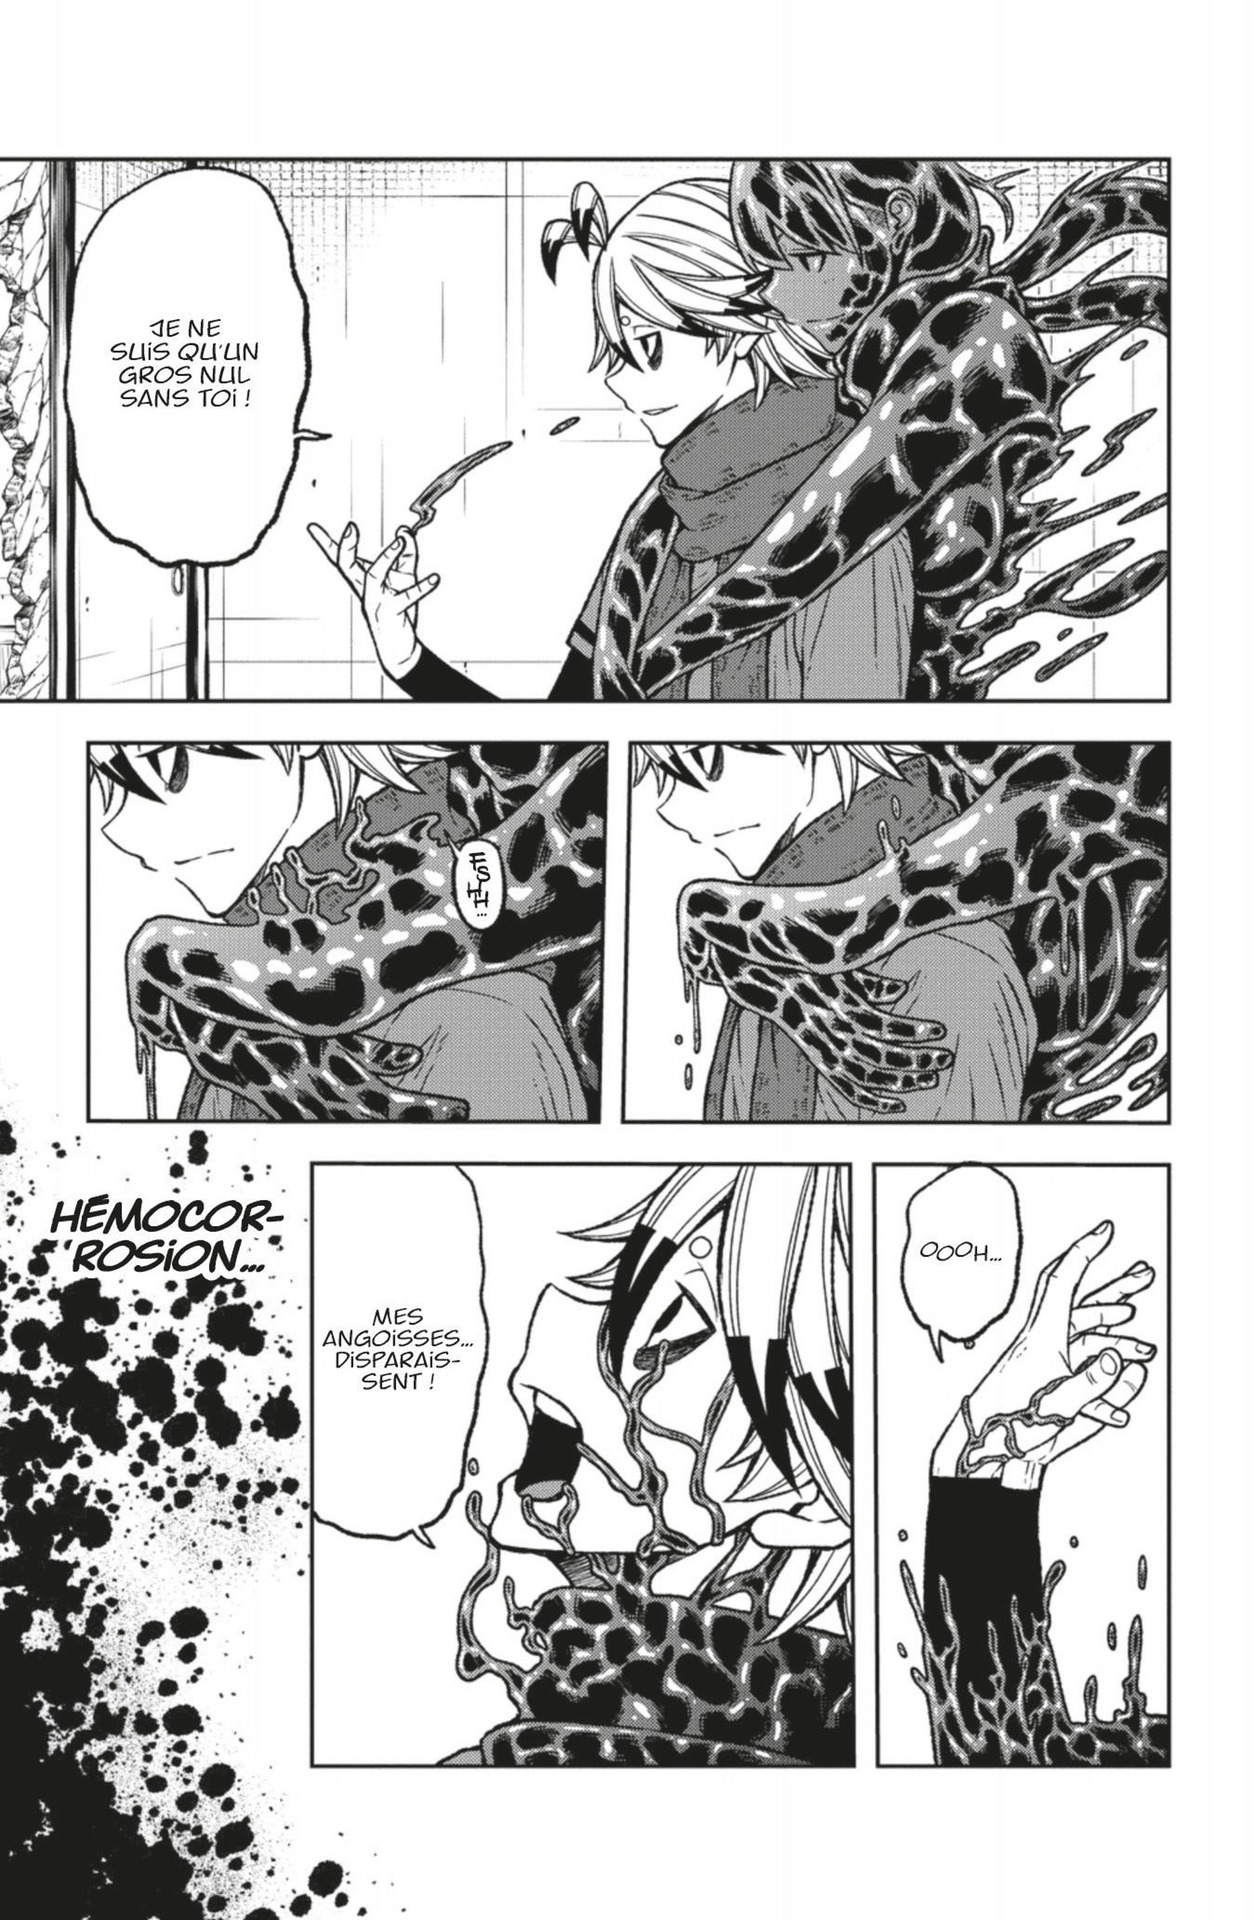 JE NE
SUIS QU'UN
GROS NUL
SANS TOI !
FSHH...
OOOH...
MES
ANGOISSES...
DISPARAIS-
SENT !
HÉMOCOR-
ROSION...